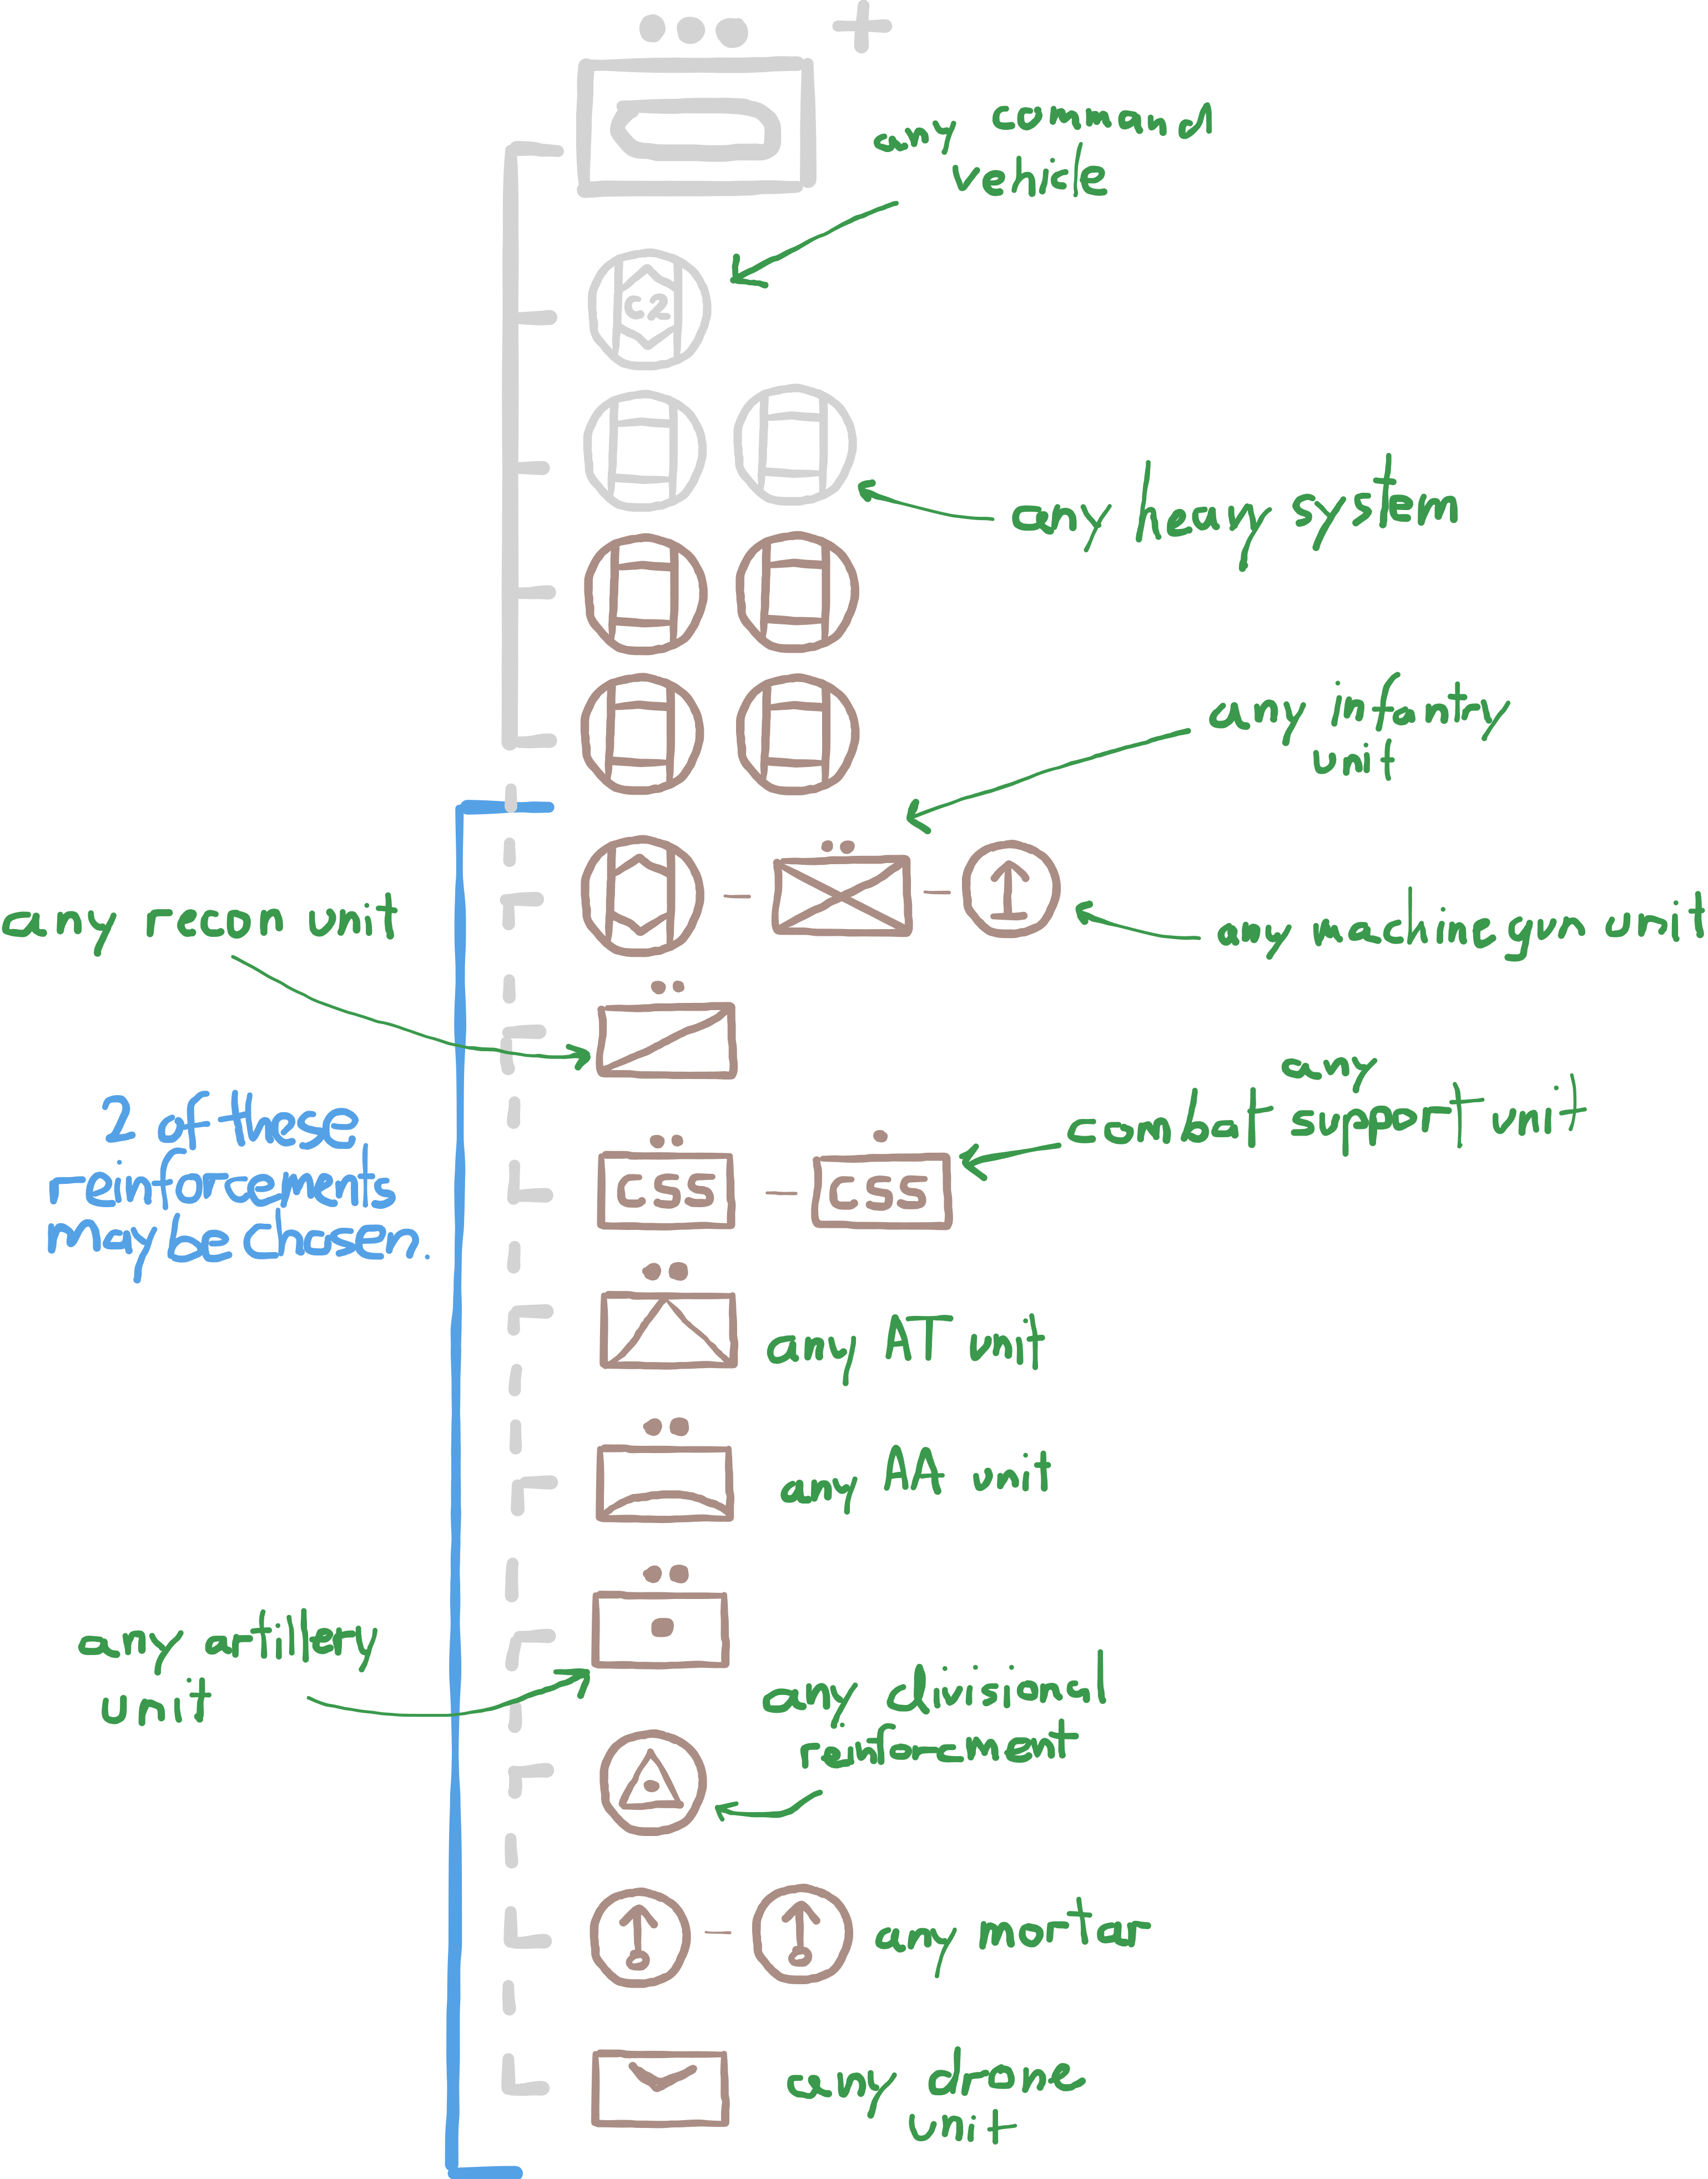 +
any command
vehicle
C2
any heavy system
any infantry
unit
any recon unit
any machinegun unit
2 of these
reinforcements
may be chosen.
any
combat support unit
CSS
CSS
any AT unit
any AA unit
any artillery
unit
any divisional
reinforcement
any mortar
any drone
unit